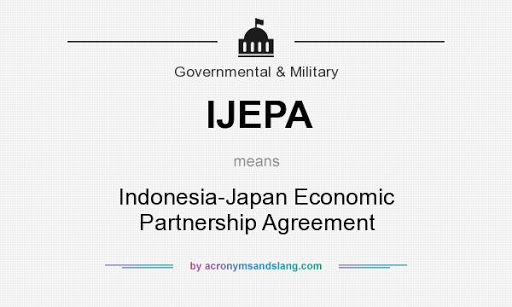 Governmental & Military
IJEPA
means
Indonesia-Japan Economic
Partnership Agreement
by acronymsandslang.com